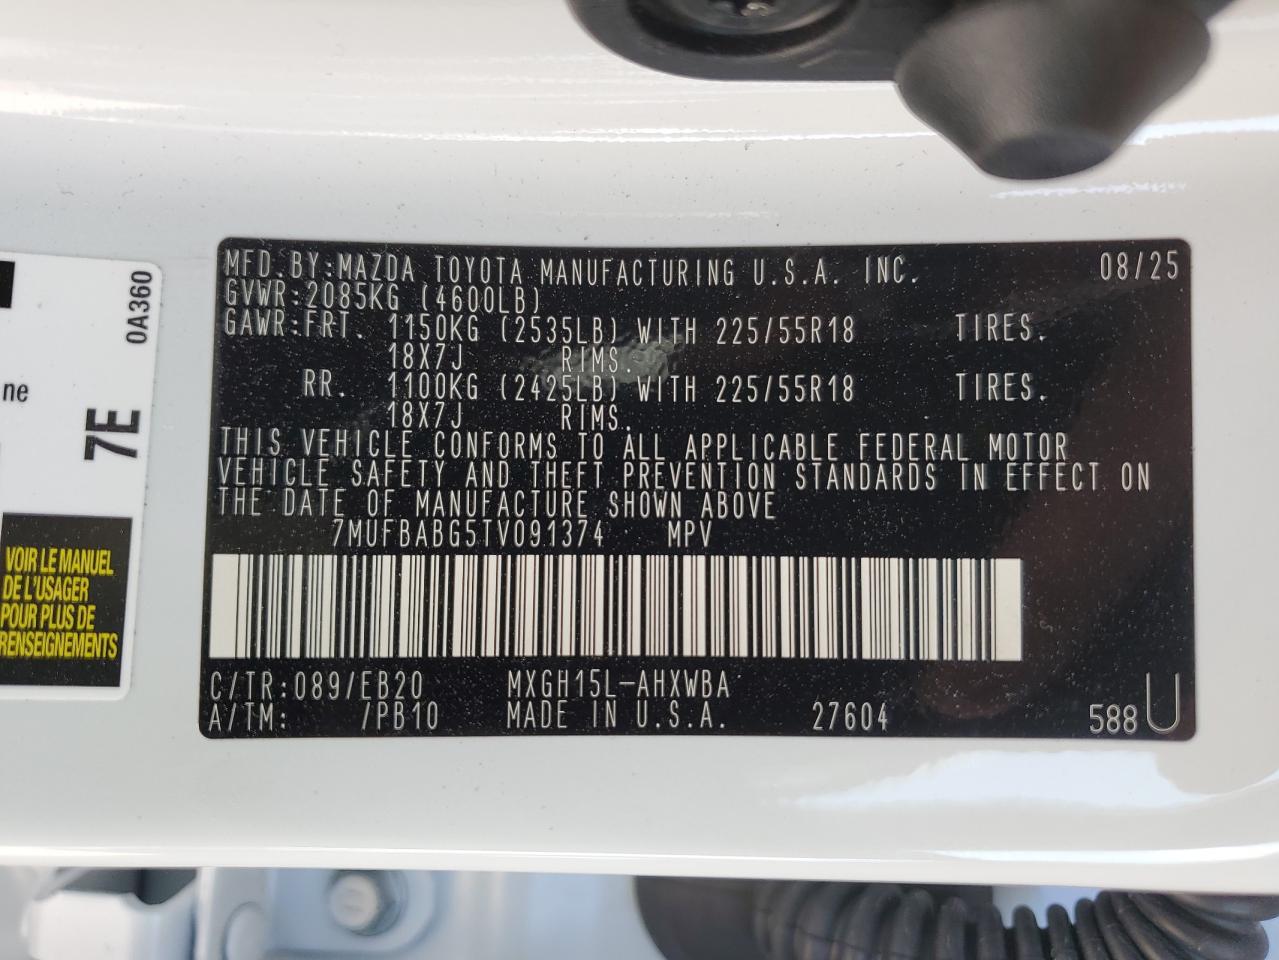 MFD.BY:MAZDA TOYOTA MANUFACTURING U.S.A. INC. 08/25
GVWR:2085KG (4600LB)
GAWR:FRT. 1150KG (2535LB) WITH 225/55R18 TIRES.
18X7J RIMS.
RR. 1100KG (2425LB) WITH 225/55R18 TIRES.
18X7J RIMS.
THIS VEHICLE CONFORMS TO ALL APPLICABLE FEDERAL MOTOR
VEHICLE SAFETY AND THEFT PREVENTION STANDARDS IN EFFECT ON
THE DATE OF MANUFACTURE SHOWN ABOVE
7MUFBABG5TV091374 MPV
C/TR:089/EB20 MXGH15L-AHXWBA
A/TM: /PB10 MADE IN U.S.A. 27604 588 U
0A360
7E
ne
VOIR LE MANUEL
DE L'USAGER
POUR PLUS DE
RENSEIGNEMENTS